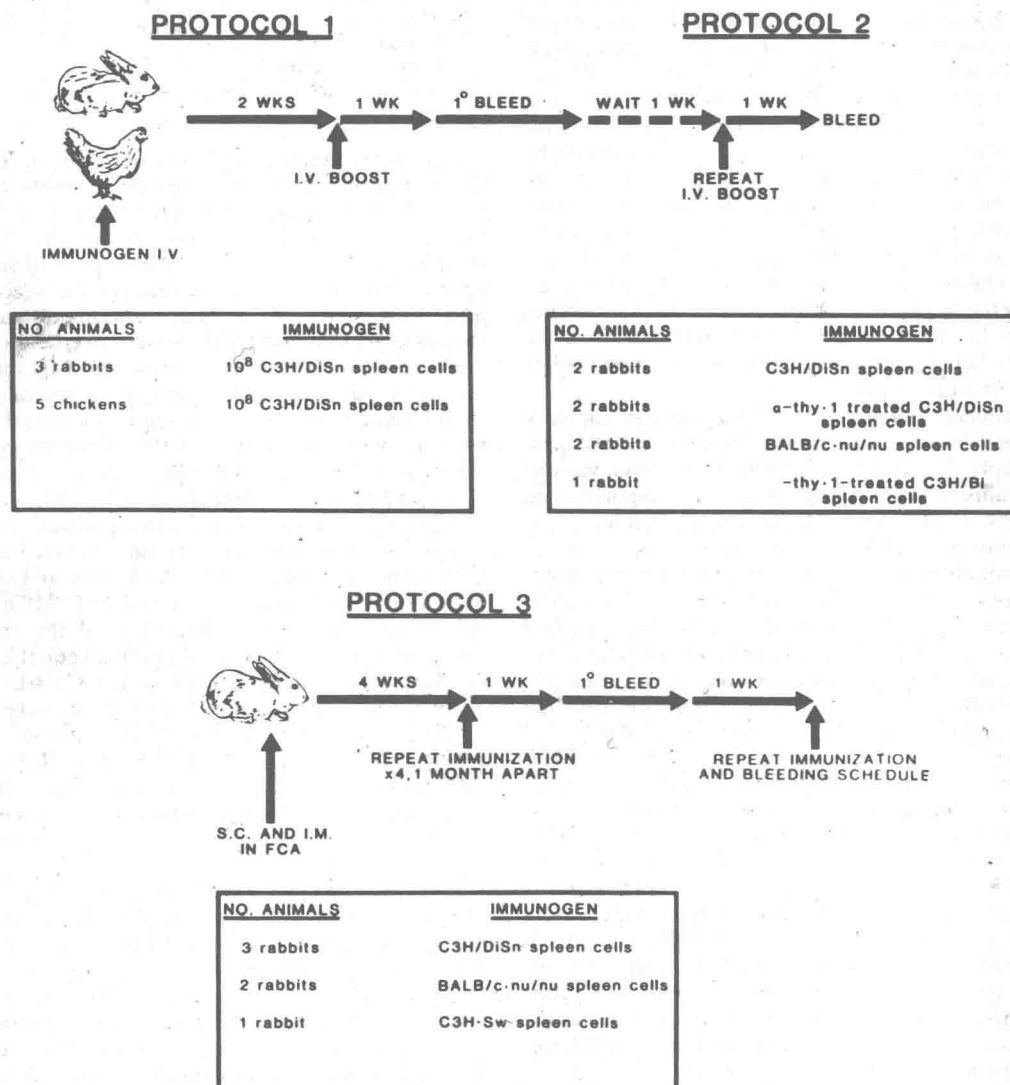 PROTOCOL 1
PROTOCOL 2
2 WKS
1 WK
1° BLEED
WAIT 1 WK
1 WK
BLEED
I.V. BOOST
REPEAT
I.V. BOOST
IMMUNOGEN I.V.
NO. ANIMALS IMMUNOGEN
3 rabbits 10⁸ C3H/DiSn spleen cells
5 chickens 10⁸ C3H/DiSn spleen cells
NO. ANIMALS IMMUNOGEN
2 rabbits C3H/DiSn spleen cells
2 rabbits α-thy·1 treated C3H/DiSn
spleen cells
2 rabbits BALB/c·nu/nu spleen cells
1 rabbit -thy·1-treated C3H/Bi
spleen cells
PROTOCOL 3
4 WKS
1 WK
1° BLEED
1 WK
REPEAT IMMUNIZATION
x4, 1 MONTH APART
REPEAT IMMUNIZATION
AND BLEEDING SCHEDULE
S.C. AND I.M.
IN FCA
NO. ANIMALS IMMUNOGEN
3 rabbits C3H/DiSn spleen cells
2 rabbits BALB/c·nu/nu spleen cells
1 rabbit C3H·Sw spleen cells